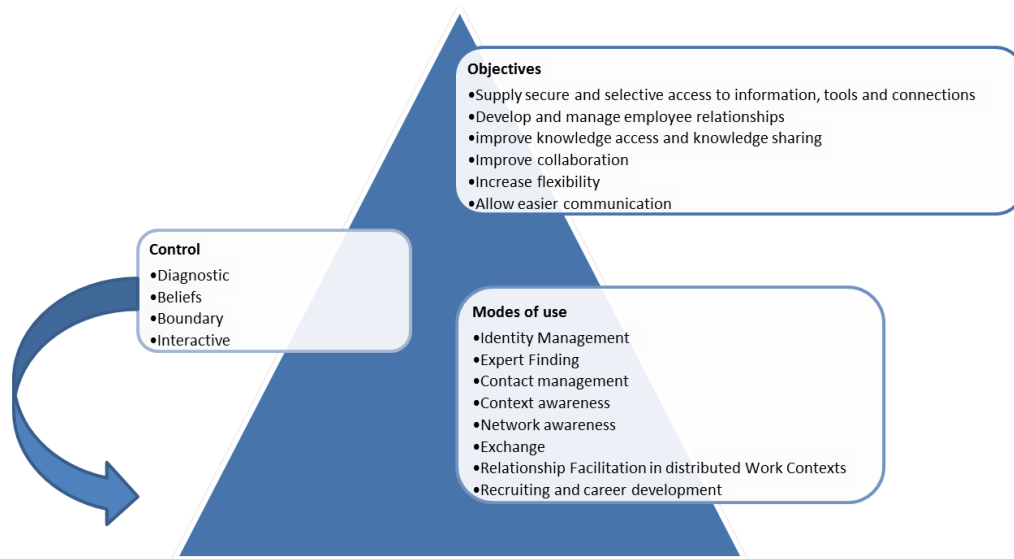 Objectives
•Supply secure and selective access to information, tools and connections
•Develop and manage employee relationships
•improve knowledge access and knowledge sharing
•Improve collaboration
•Increase flexibility
•Allow easier communication
Control
•Diagnostic
•Beliefs
•Boundary
•Interactive
Modes of use
•Identity Management
•Expert Finding
•Contact management
•Context awareness
•Network awareness
•Exchange
•Relationship Facilitation in distributed Work Contexts
•Recruiting and career development